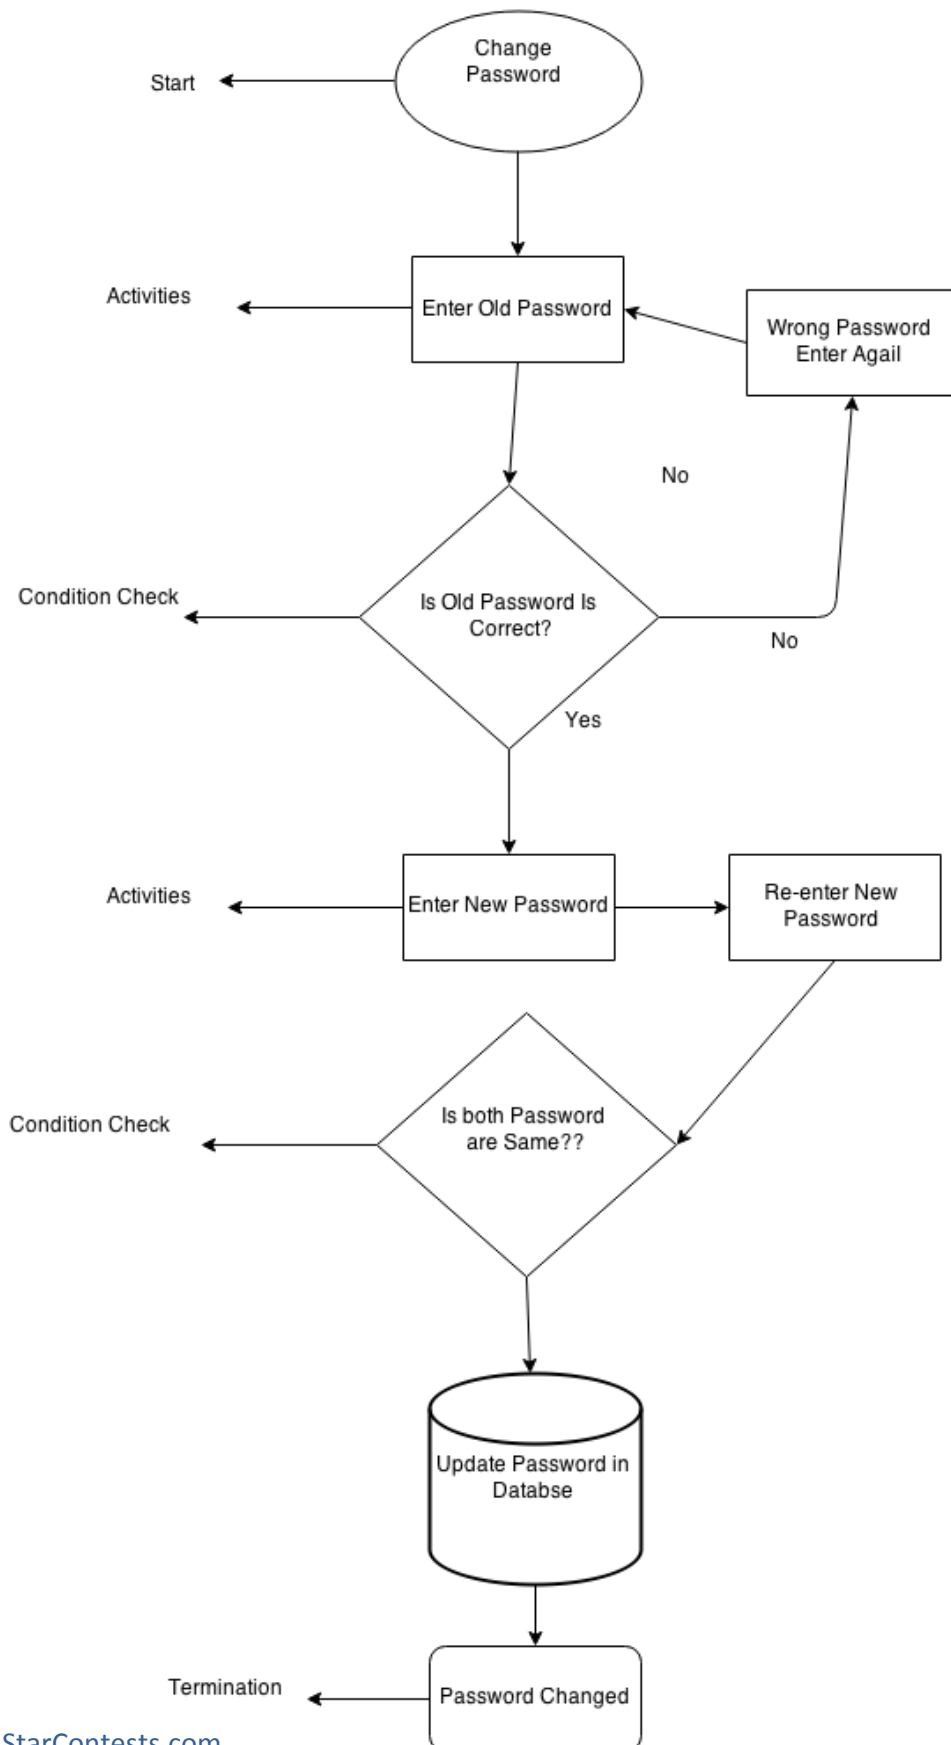 Change
Password
Start
Activities
Enter Old Password
Wrong Password
Enter Agail
No
Condition Check
Is Old Password Is
Correct?
No
Yes
Activities
Enter New Password
Re-enter New
Password
Condition Check
Is both Password
are Same??
Update Password in
Databse
Termination
Password Changed
StarContests.com